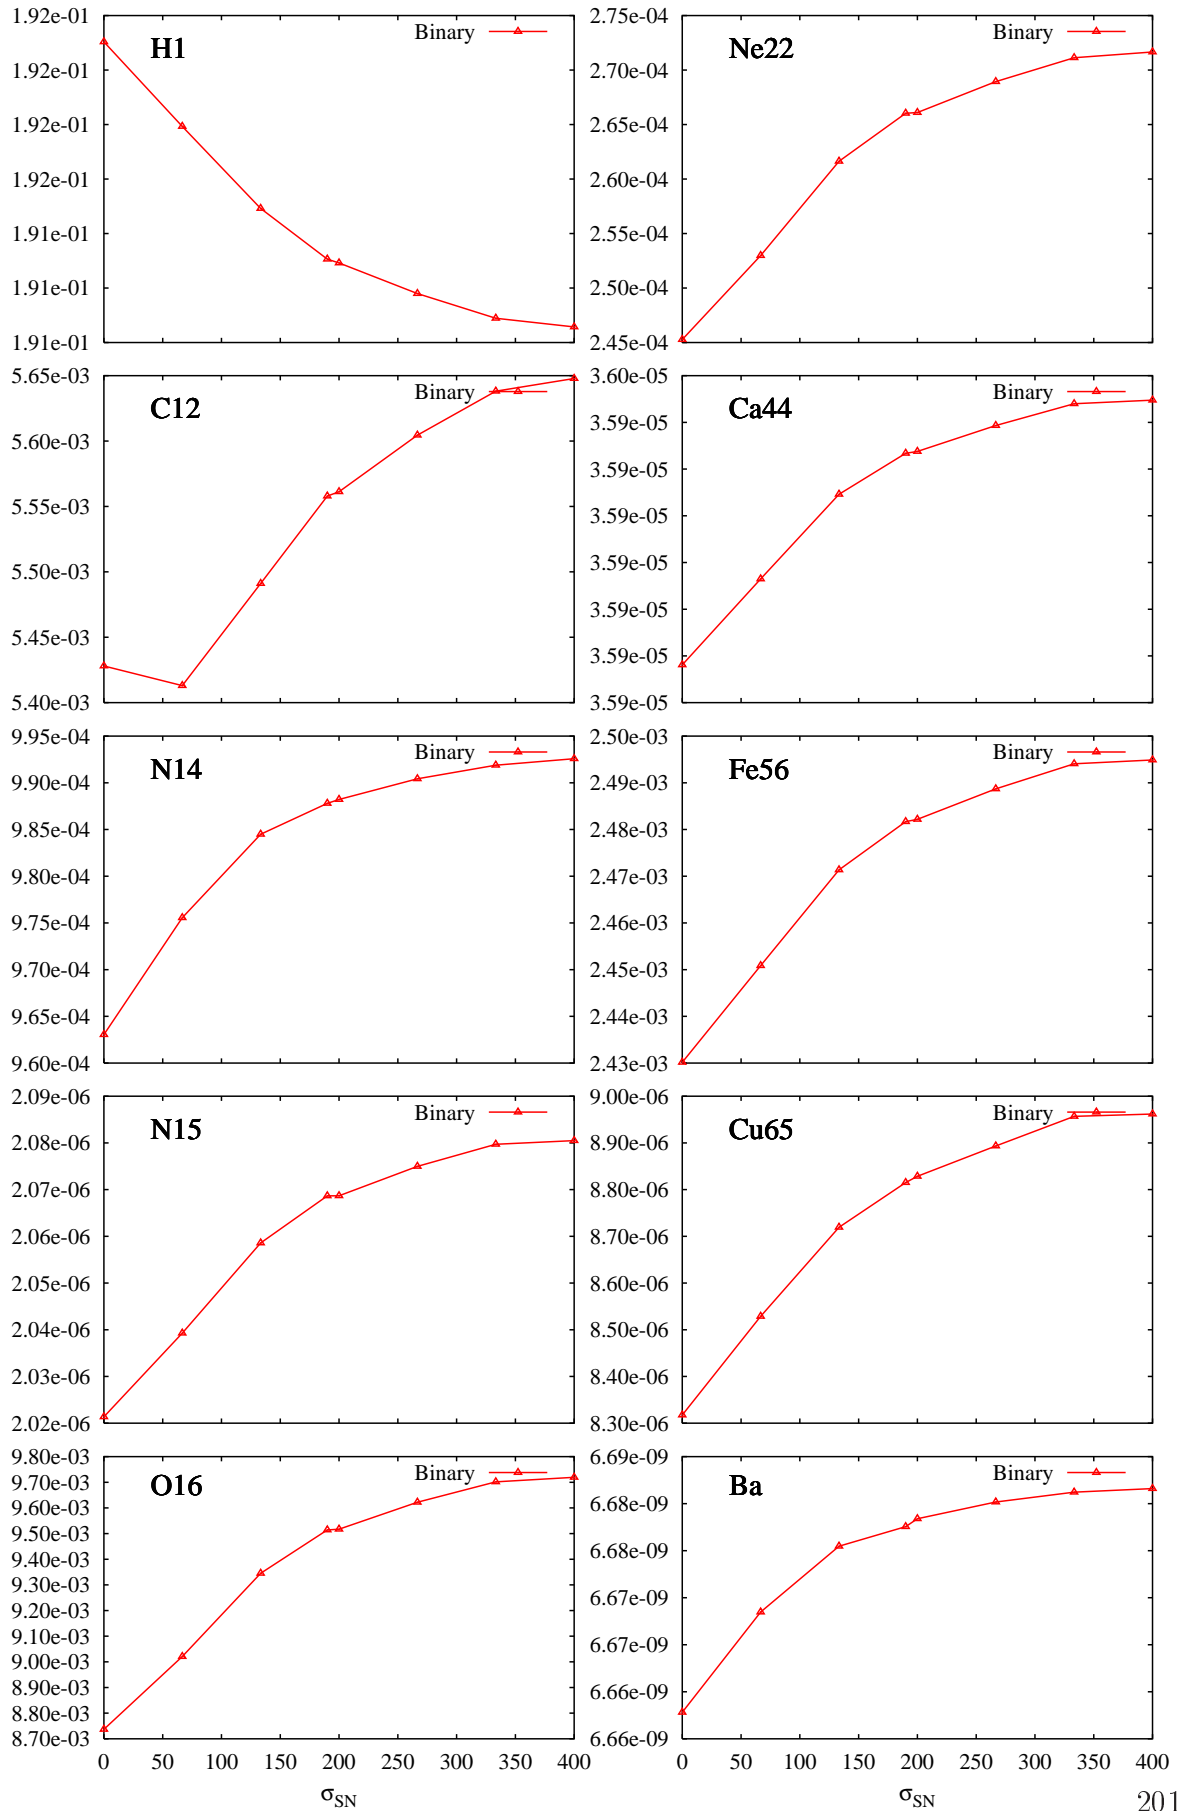 1.92e-01
Binary
H1
1.92e-01
1.92e-01
1.92e-01
1.91e-01
1.91e-01
1.91e-01
2.75e-04
Binary
Ne22
2.70e-04
2.65e-04
2.60e-04
2.55e-04
2.50e-04
2.45e-04
5.65e-03
Binary
C12
5.60e-03
5.55e-03
5.50e-03
5.45e-03
5.40e-03
3.60e-05
Binary
Ca44
3.59e-05
3.59e-05
3.59e-05
3.59e-05
3.59e-05
3.59e-05
3.59e-05
9.95e-04
Binary
N14
9.90e-04
9.85e-04
9.80e-04
9.75e-04
9.70e-04
9.65e-04
9.60e-04
2.50e-03
Binary
Fe56
2.49e-03
2.48e-03
2.47e-03
2.46e-03
2.45e-03
2.44e-03
2.43e-03
2.09e-06
Binary
N15
2.08e-06
2.07e-06
2.06e-06
2.05e-06
2.04e-06
2.03e-06
2.02e-06
9.00e-06
Binary
Cu65
8.90e-06
8.80e-06
8.70e-06
8.60e-06
8.50e-06
8.40e-06
8.30e-06
9.80e-03
Binary
O16
9.70e-03
9.60e-03
9.50e-03
9.40e-03
9.30e-03
9.20e-03
9.10e-03
9.00e-03
8.90e-03
8.80e-03
8.70e-03
0 50 100 150 200 250 300 350 400
σSN
6.69e-09
Binary
Ba
6.68e-09
6.68e-09
6.67e-09
6.67e-09
6.66e-09
6.66e-09
0 50 100 150 200 250 300 350 400
σSN
201